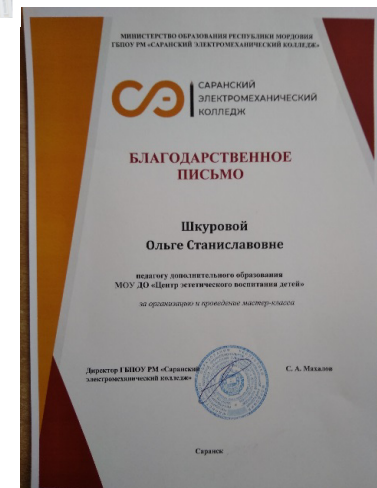 МИНИСТЕРСТВО ОБРАЗОВАНИЯ РЕСПУБЛИКИ МОРДОВИЯ
ГБПОУ РМ «САРАНСКИЙ ЭЛЕКТРОМЕХАНИЧЕСКИЙ КОЛЛЕДЖ»
САРАНСКИЙ
ЭЛЕКТРОМЕХАНИЧЕСКИЙ
КОЛЛЕДЖ
БЛАГОДАРСТВЕННОЕ
ПИСЬМО
Шкуровой
Ольге Станиславовне
педагогу дополнительного образования
МОУ ДО «Центр эстетического воспитания детей»
за организацию и проведение мастер-класса
Директор ГБПОУ РМ «Саранский
электромеханический колледж»
С. А. Махалов
Саранск